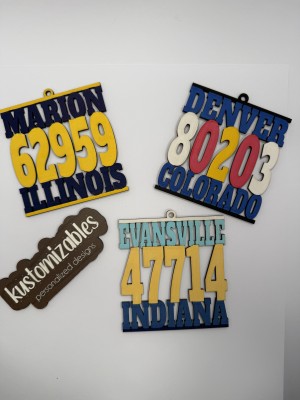 MARION
62959
ILLINOIS
DENVER
80203
COLORADO
kustomizables
personalized designs
EVANSVILLE
47714
INDIANA